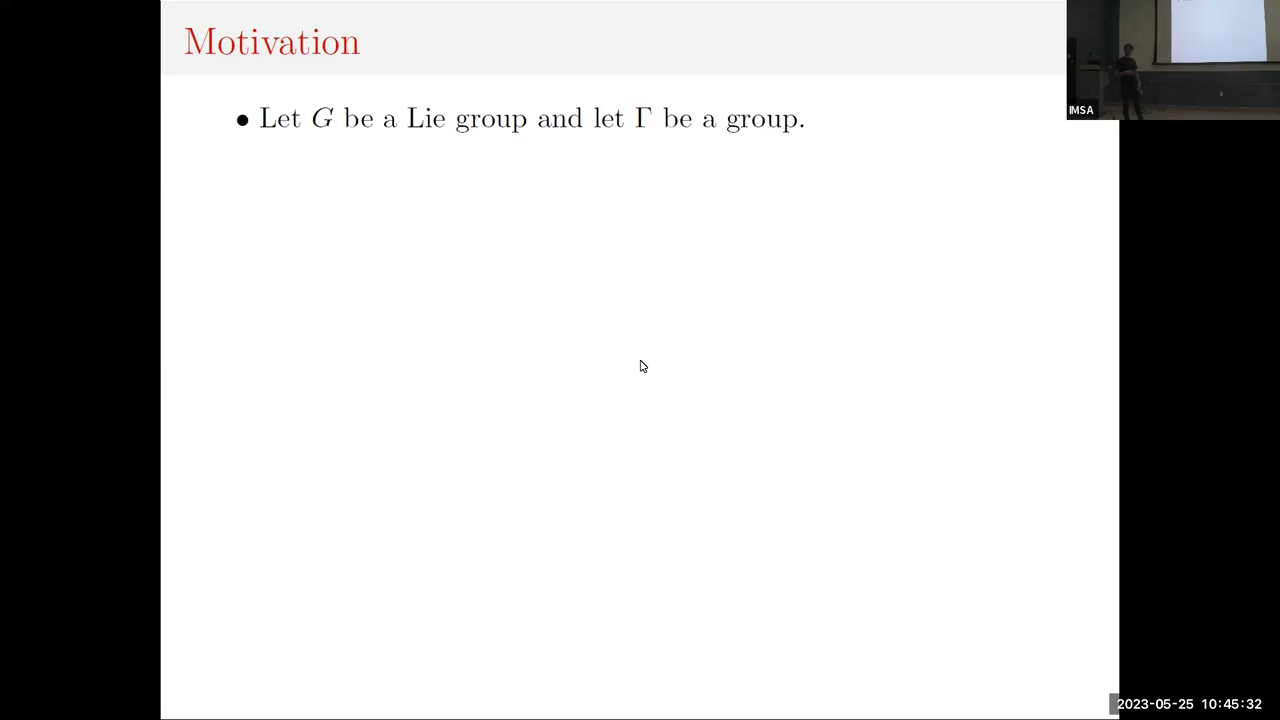 Motivation
• Let G be a Lie group and let Γ be a group.
IMSA
2023-05-25 10:45:32